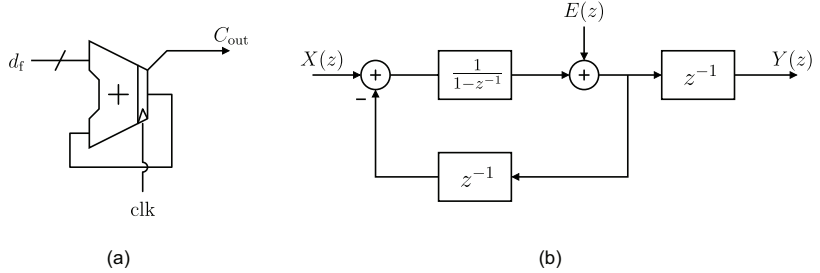 E(z)
C_out
d_f
+
clk
X(z)
+
−
1/(1−z⁻¹)
+
z⁻¹
Y(z)
z⁻¹
(a)
(b)